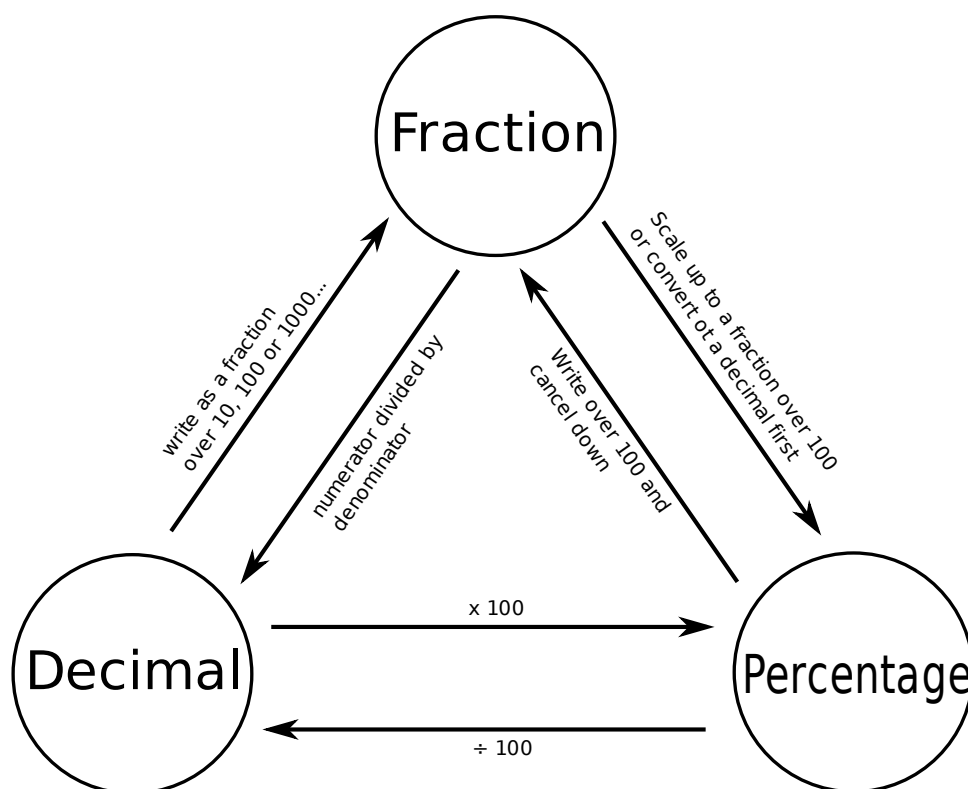 Fraction
write as a fraction
over 10, 100 or 1000...
numerator divided by
denominator
Write over 100 and
cancel down
Scale up to a fraction over 100
or convert ot a decimal first
Decimal
x 100
÷ 100
Percentage